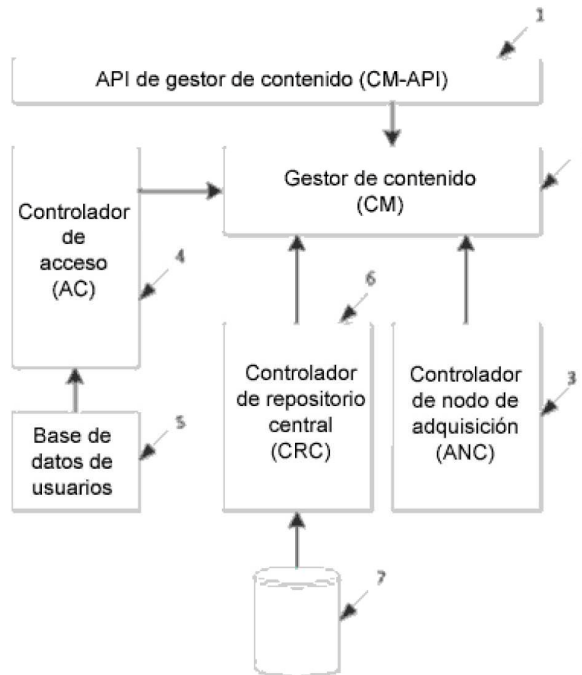 1
API de gestor de contenido (CM-API)
Gestor de contenido
(CM)
Controlador
de
acceso
(AC)
4
6
Controlador
de repositorio
central
(CRC)
Controlador
de nodo de
adquisición
(ANC)
3
Base de
datos de
usuarios
5
7